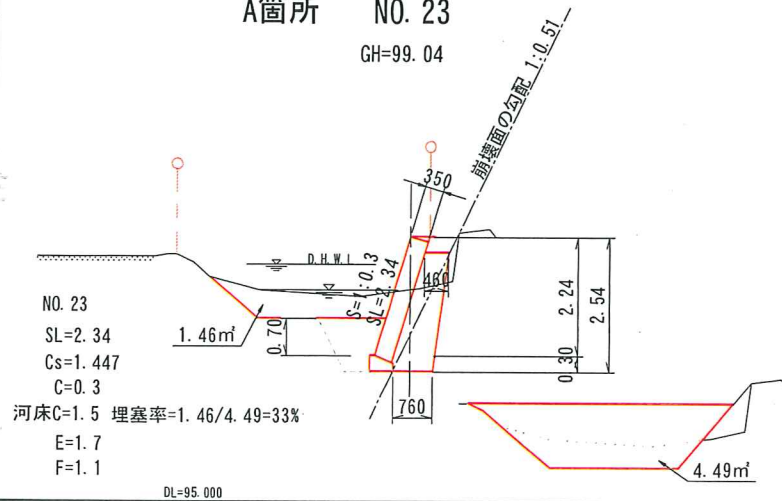 A箇所 NO. 23
GH=99.04
崩壊面の勾配 1:0.51
350
D.H.W.L
S=1:0.3
SL=2.34
460
2.24
2.54
0.30
0.70
760
1.46㎡
NO. 23
SL=2.34
Cs=1.447
C=0.3
河床C=1.5 埋塞率=1.46/4.49=33%
E=1.7
F=1.1
4.49㎡
DL=95.000